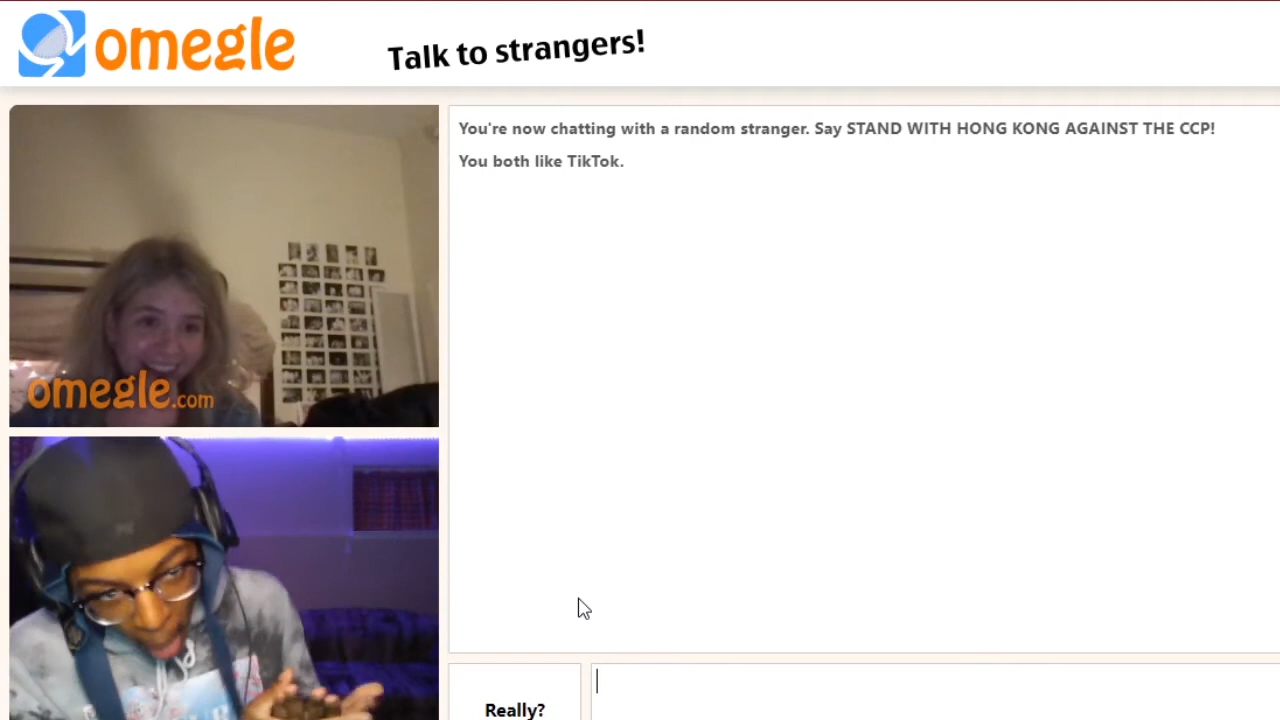 omegle
Talk to strangers!
You're now chatting with a random stranger. Say STAND WITH HONG KONG AGAINST THE CCP!
You both like TikTok.
omegle.com
Really?